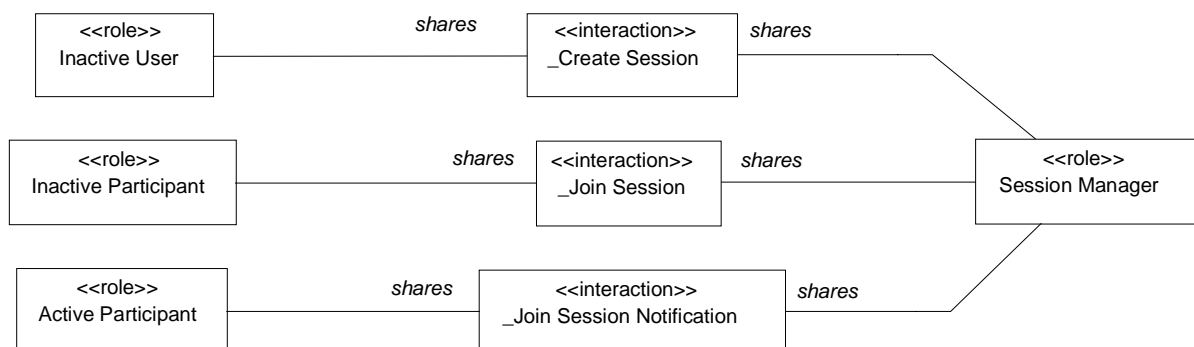 <<role>>
Inactive User
shares
<<interaction>>
_Create Session
shares
<<role>>
Inactive Participant
shares
<<interaction>>
_Join Session
shares
<<role>>
Session Manager
<<role>>
Active Participant
shares
<<interaction>>
_Join Session Notification
shares